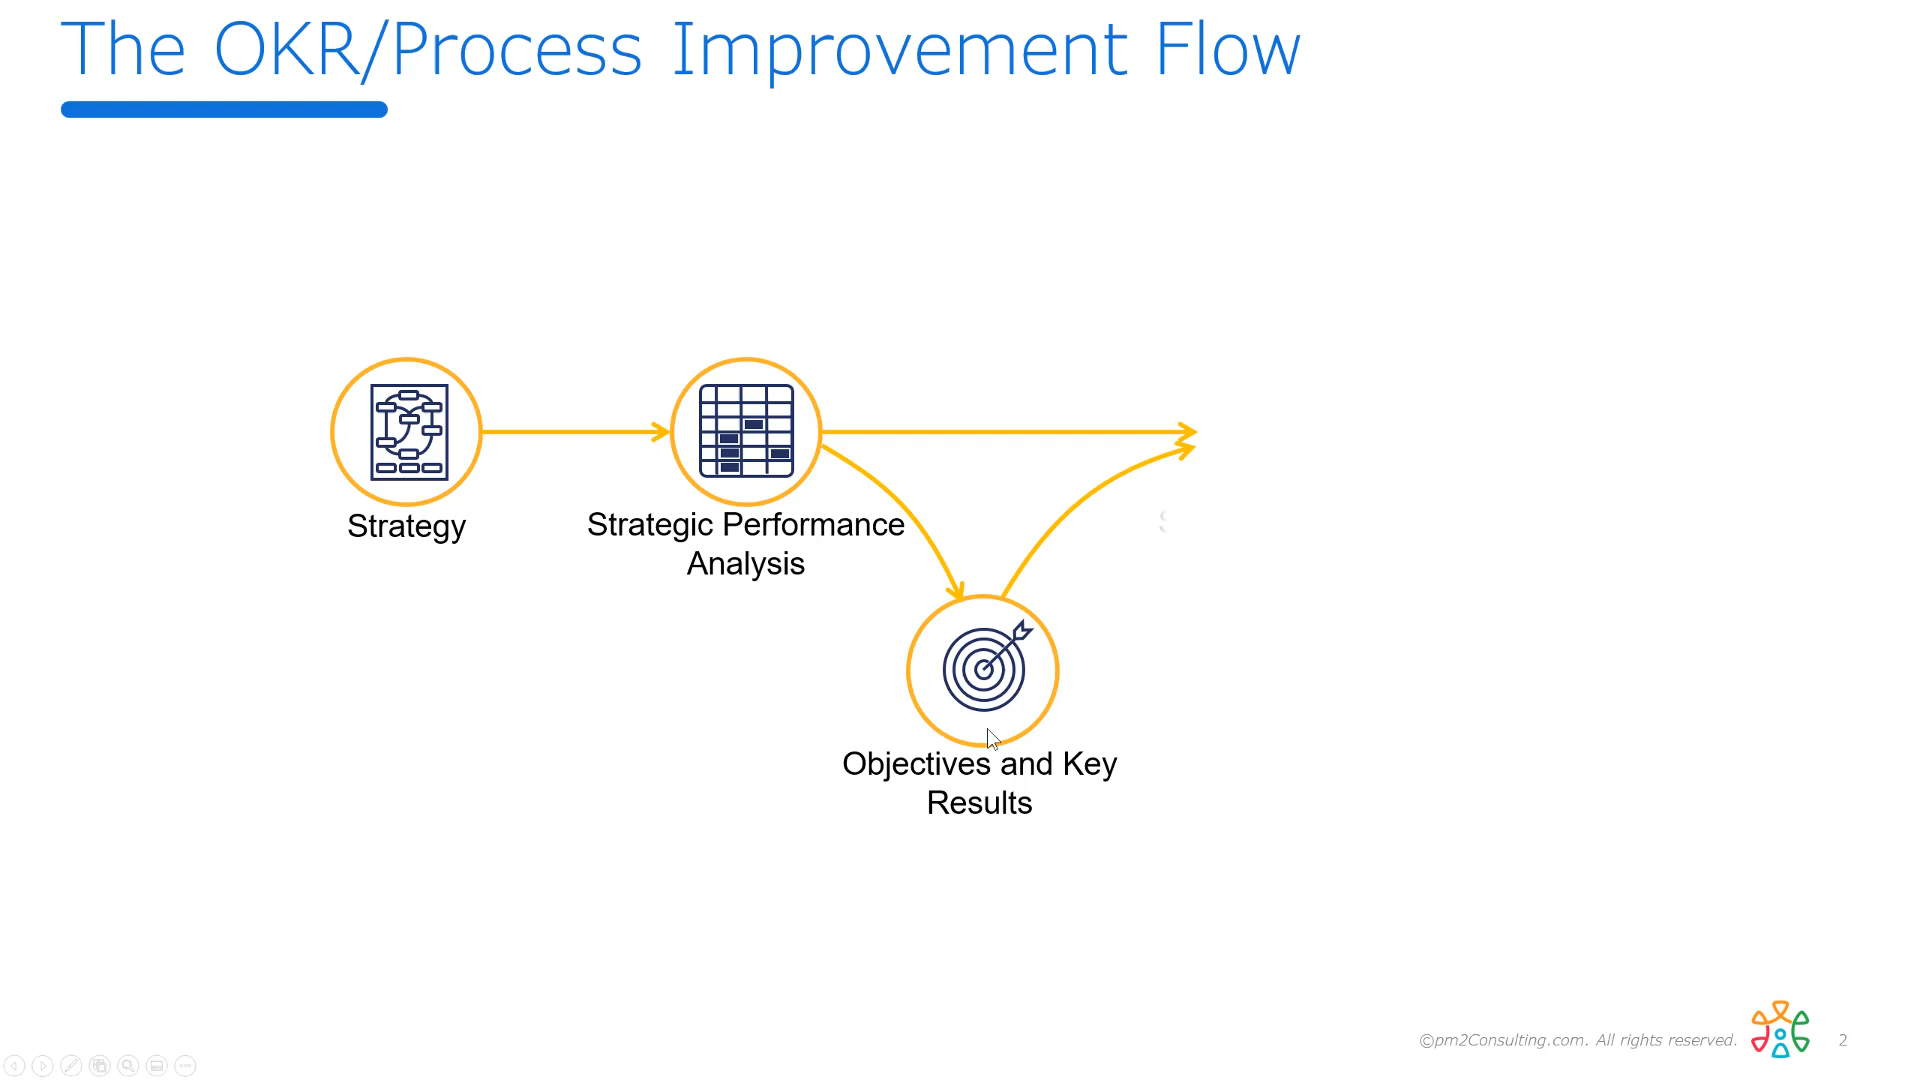 The OKR/Process Improvement Flow
Strategy
Strategic Performance
Analysis
Objectives and Key
Results
©pm2Consulting.com. All rights reserved.
2